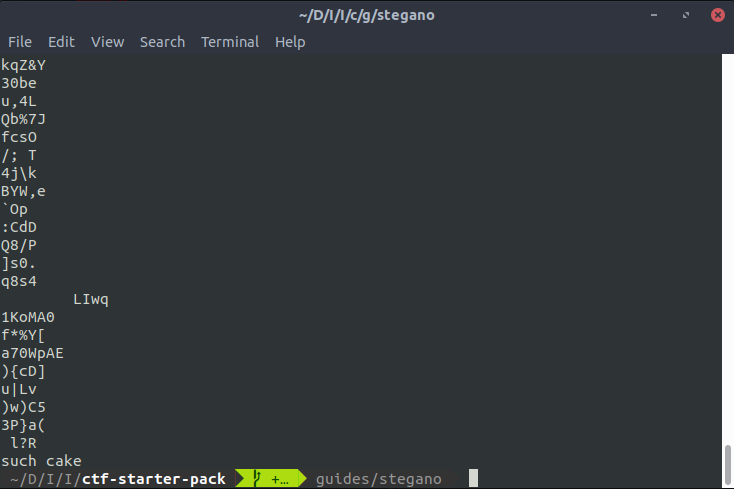 ~/D/I/I/c/g/stegano
File Edit View Search Terminal Help
kqZ&Y
30be
u,4L
Qb%7J
fcsO
/; T
4j\k
BYW,e
`Op
:CdD
Q8/P
]s0.
q8s4
        LIwq
1KoMA0
f*%Y[
a70WpAE
){cD]
u|Lv
)w)C5
3P}a(
 l?R
such cake
~/D/I/I/ctf-starter-pack +… guides/stegano